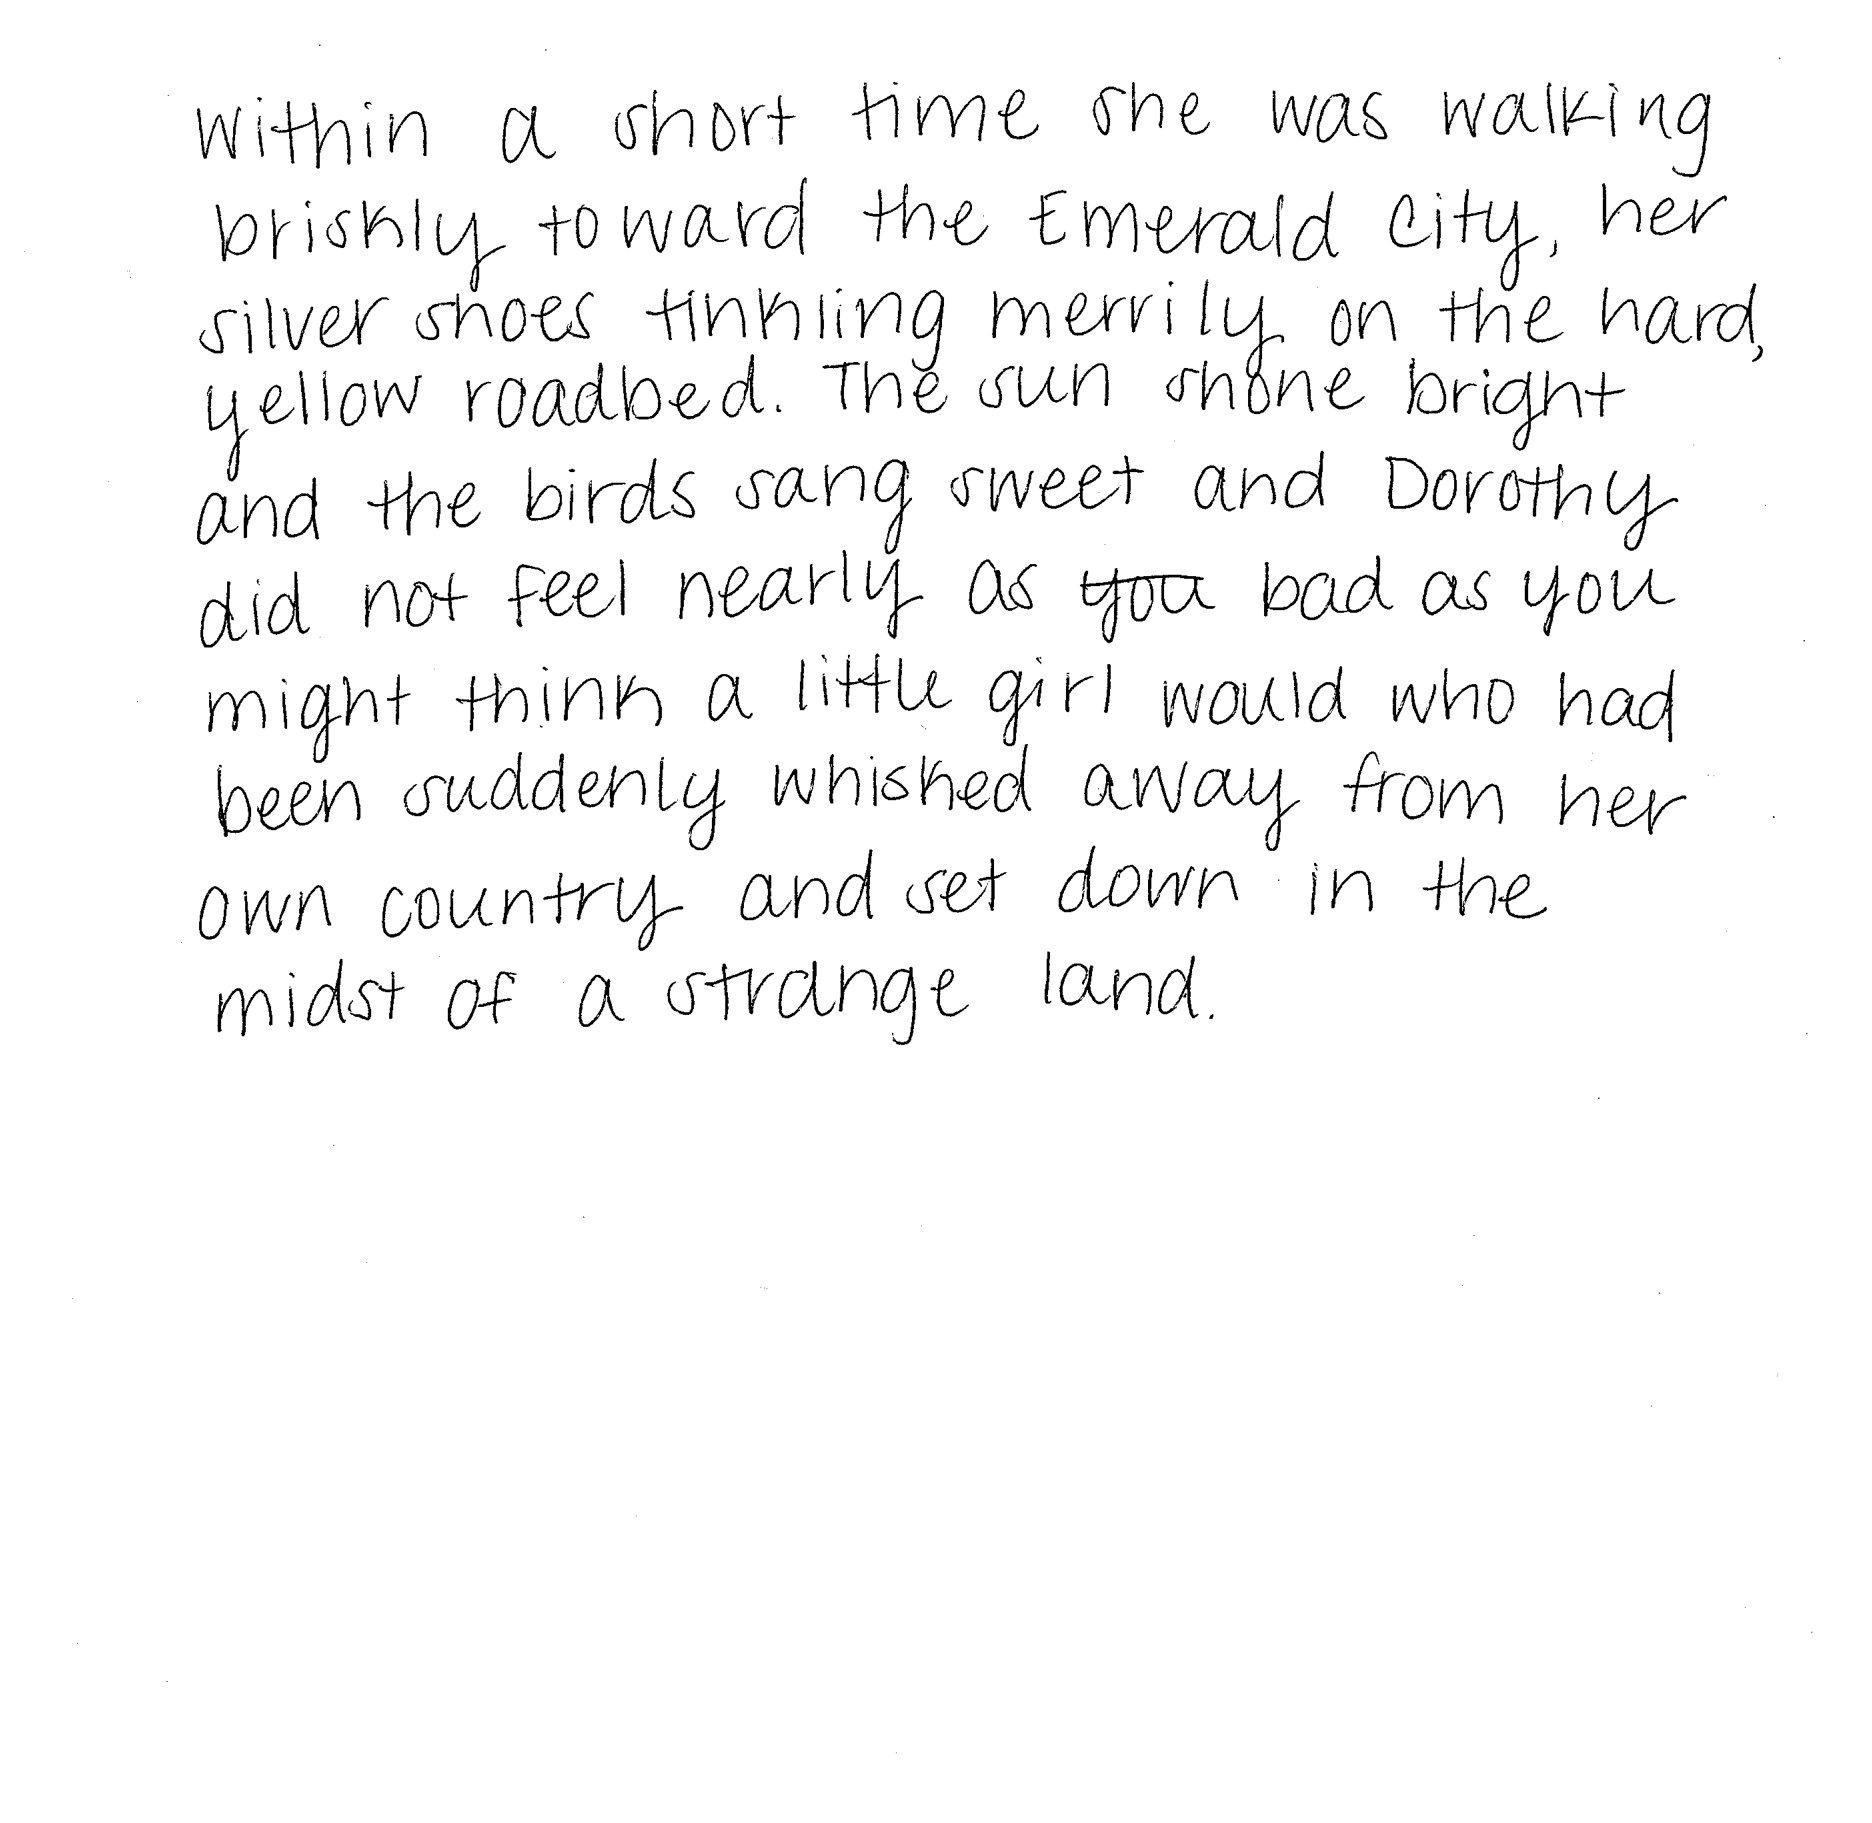 Within a short time she was walking
briskly toward the Emerald City, her
silver shoes tinkling merrily on the hard,
yellow roadbed. The sun shone bright
and the birds sang sweet and Dorothy
did not feel nearly as ~~you~~ bad as you
might think a little girl would who had
been suddenly whisked away from her
own country and set down in the
midst of a strange land.